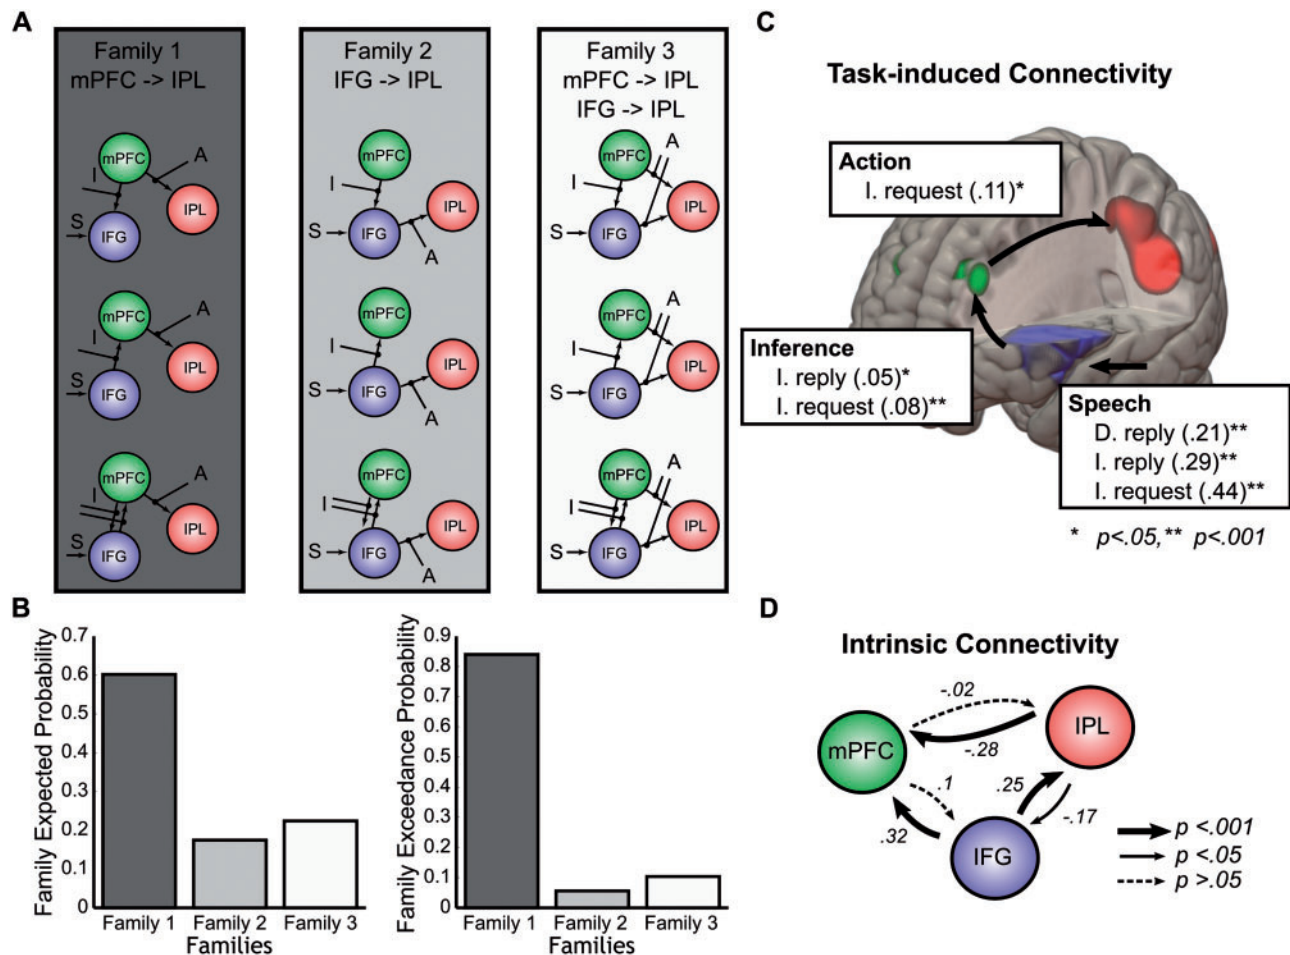 A
Family 1
mPFC -> IPL
mPFC
A
I
IPL
S
IFG
mPFC
A
I
IPL
S
IFG
mPFC
A
I
IPL
S
IFG
Family 2
IFG -> IPL
mPFC
I
IPL
S
IFG
A
mPFC
I
IPL
S
IFG
A
mPFC
I
IPL
S
IFG
A
Family 3
mPFC -> IPL
IFG -> IPL
mPFC
A
I
IPL
S
IFG
mPFC
A
I
IPL
S
IFG
mPFC
A
I
IPL
S
IFG
B
Family Expected Probability
0.7
0.6
0.5
0.4
0.3
0.2
0.1
0
Family 1 Family 2 Family 3
Families
Family Exceedance Probability
0.9
0.8
0.7
0.6
0.5
0.4
0.3
0.2
0.1
0
Family 1 Family 2 Family 3
Families
C
Task-induced Connectivity
Action
I. request (.11)*
Inference
I. reply (.05)*
I. request (.08)**
Speech
D. reply (.21)**
I. reply (.29)**
I. request (.44)**
* p<.05,** p<.001
D
Intrinsic Connectivity
-.02
IPL
mPFC
-.28
.1
.25
-.17
.32
IFG
p <.001
p <.05
p >.05